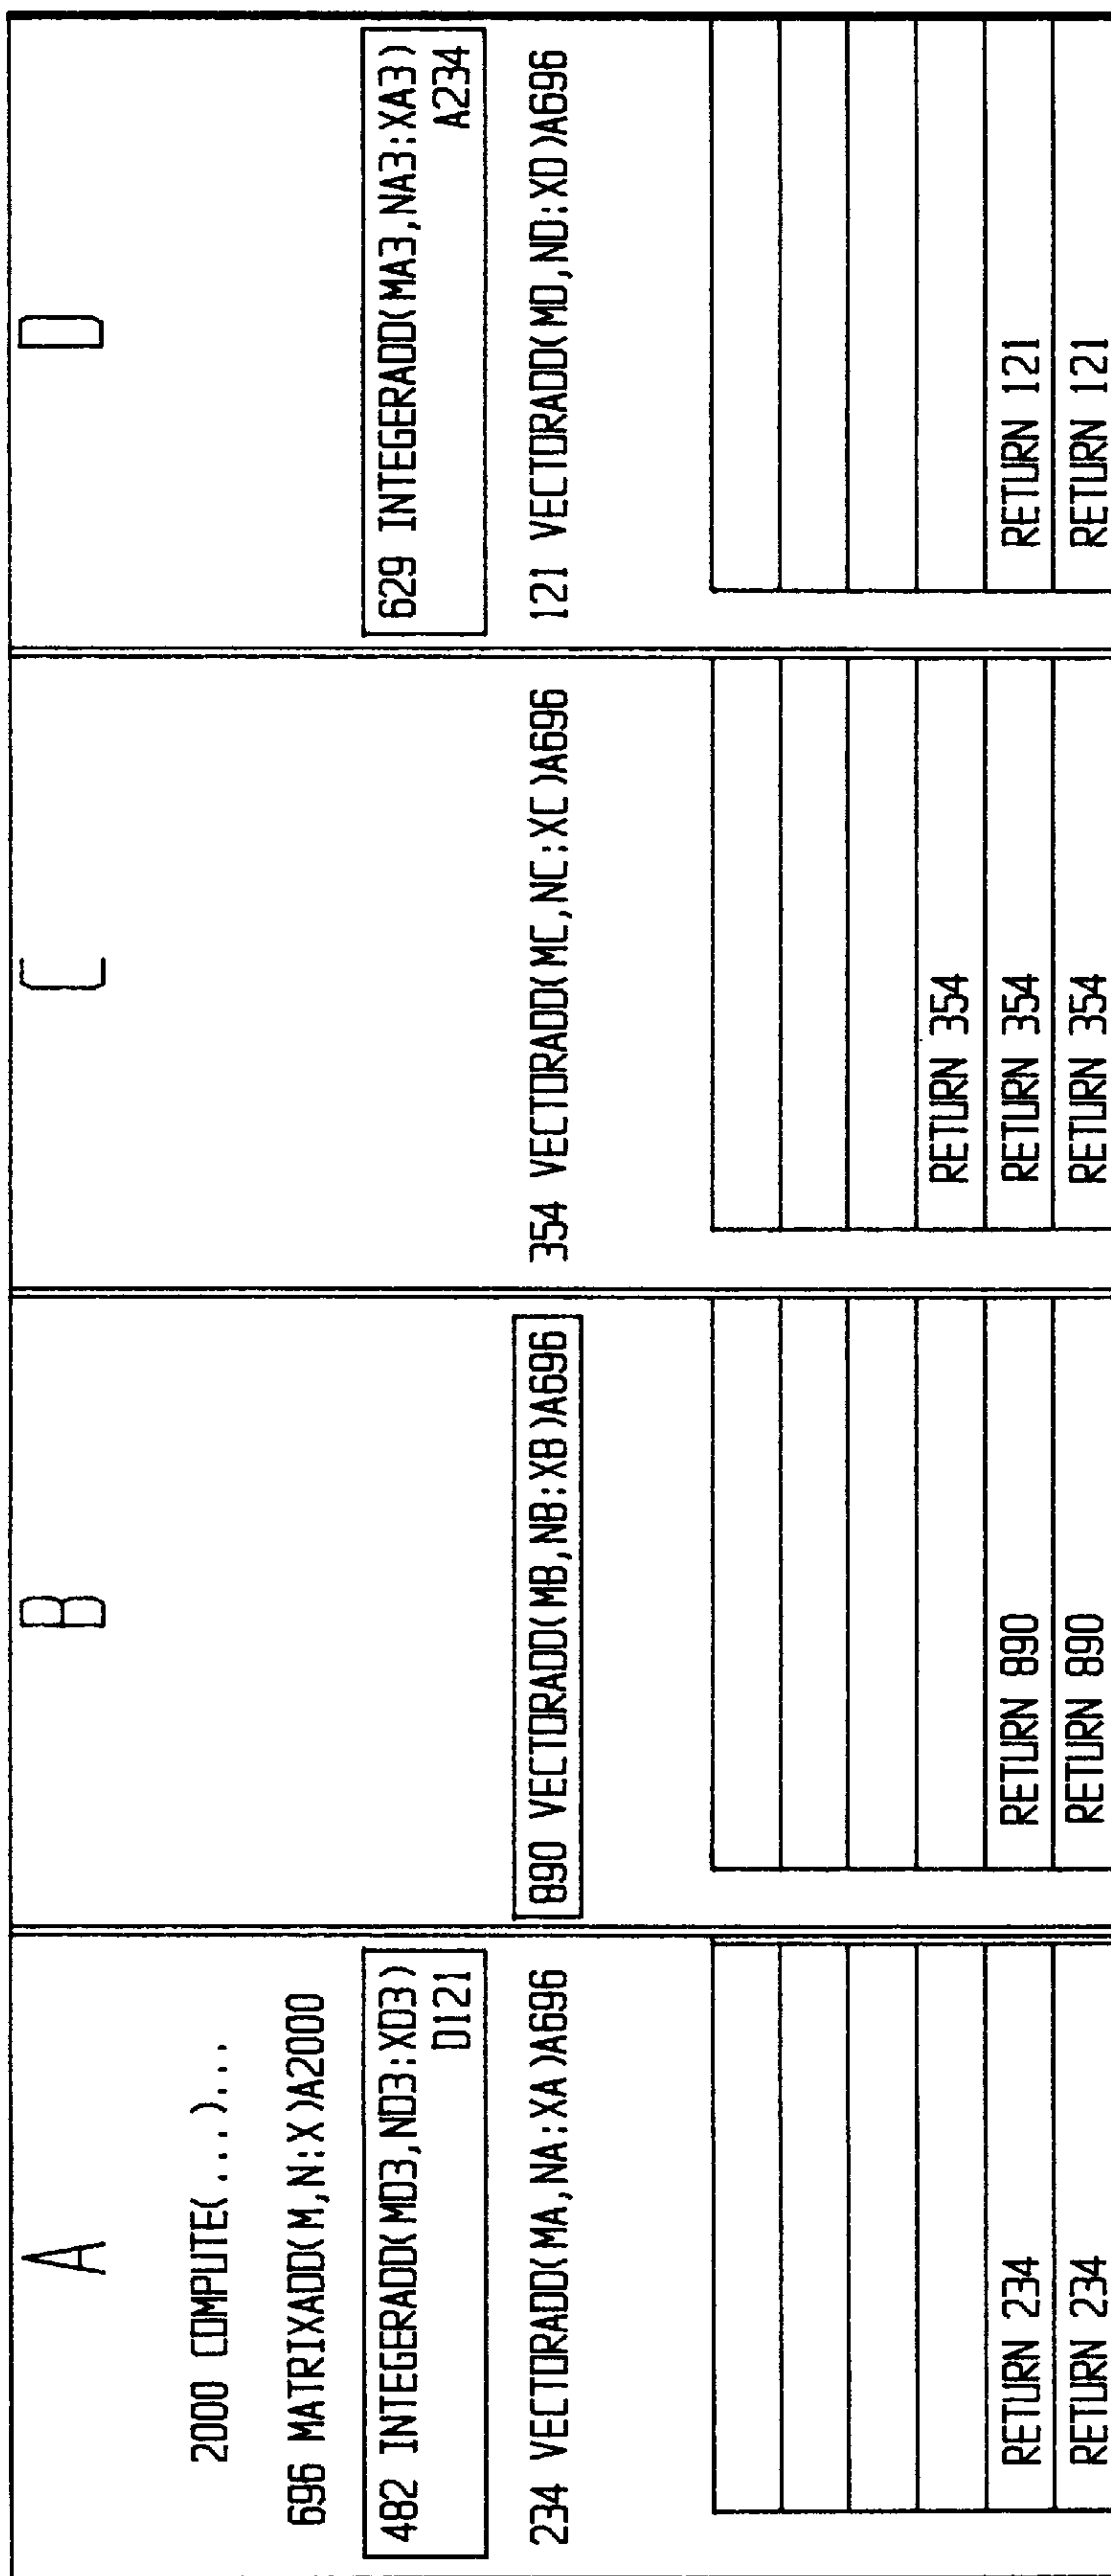 A
2000 COMPUTE(...)...
696 MATRIXADD(M,N:X)A2000
482 INTEGERADD(MD3,ND3:XD3)
D121
234 VECTORADD(MA,NA:XA)A696
RETURN 234
RETURN 234
B
890 VECTORADD(MB,NB:XB)A696
RETURN 890
RETURN 890
C
354 VECTORADD(MC,NC:XC)A696
RETURN 354
RETURN 354
RETURN 354
D
629 INTEGERADD(MA3,NA3:XA3)
A234
121 VECTORADD(MD,ND:XD)A696
RETURN 121
RETURN 121